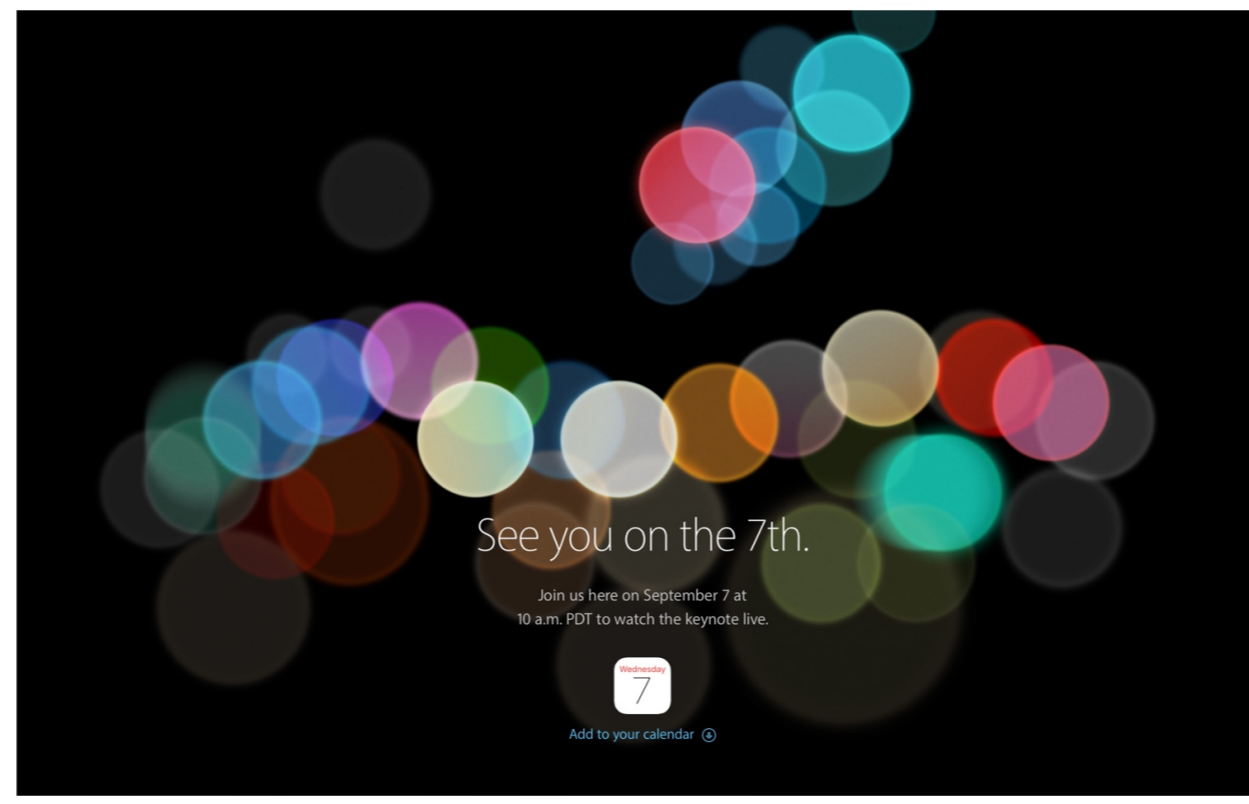 See you on the 7th.
Join us here on September 7 at
10 a.m. PDT to watch the keynote live.
Wednesday
7
Add to your calendar